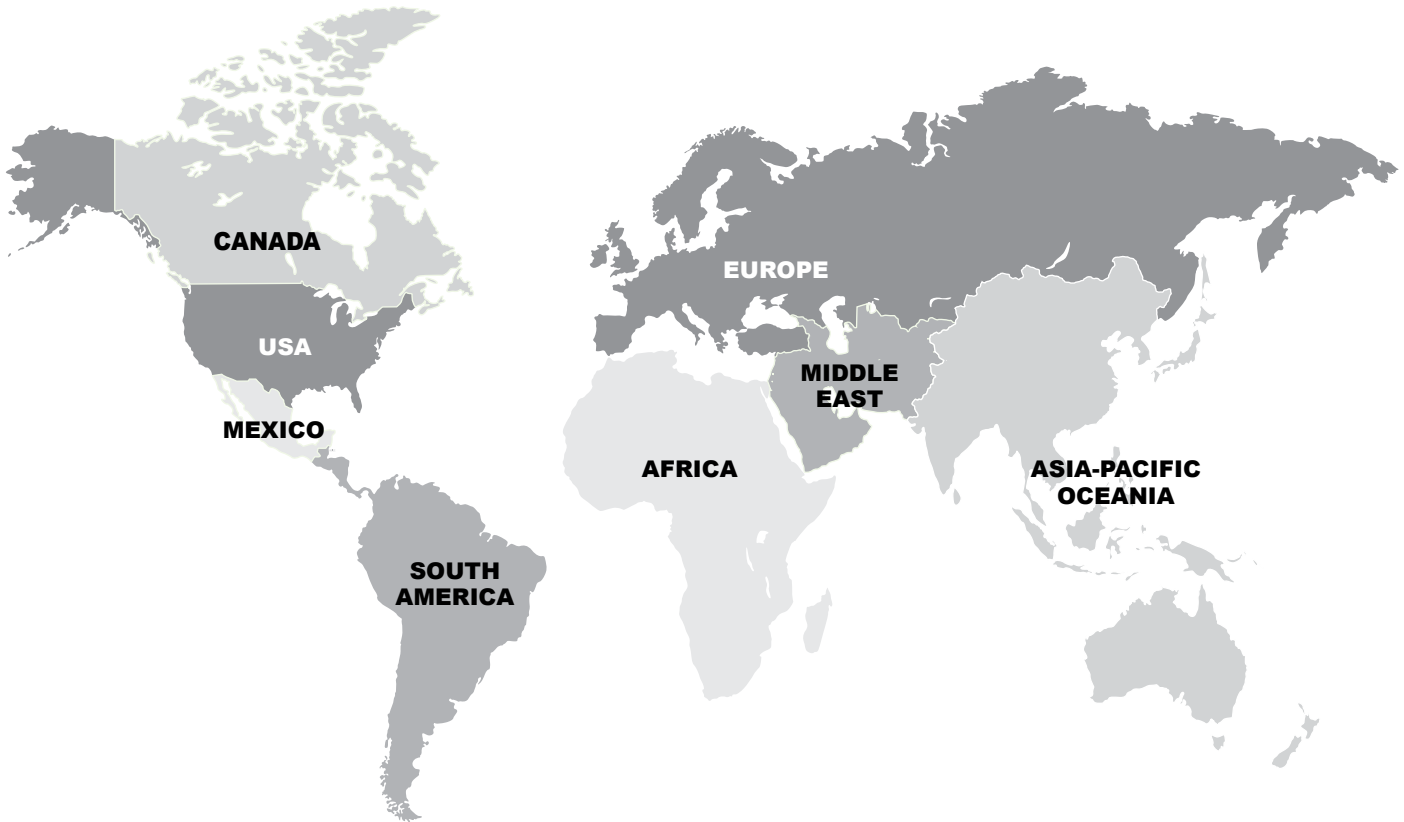 CANADA
EUROPE
USA
MIDDLE
EAST
MEXICO
AFRICA
ASIA-PACIFIC
OCEANIA
SOUTH
AMERICA